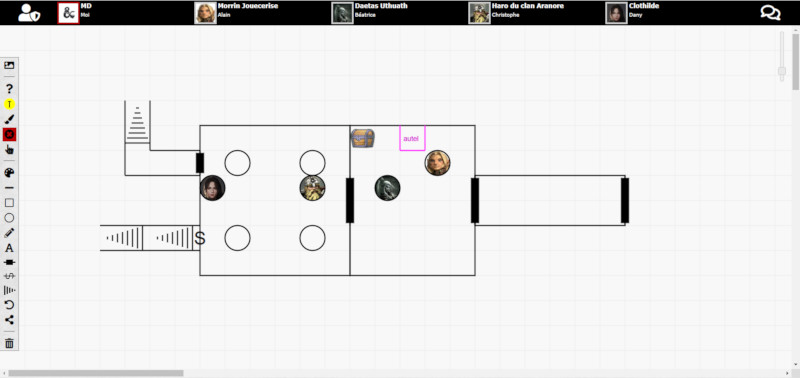 MD
Moi
Morrin Jouecerise
Alain
Daetas Uthuath
Béatrice
Haro du clan Aranore
Christophe
Clothilde
Dany
?
A
autel
S